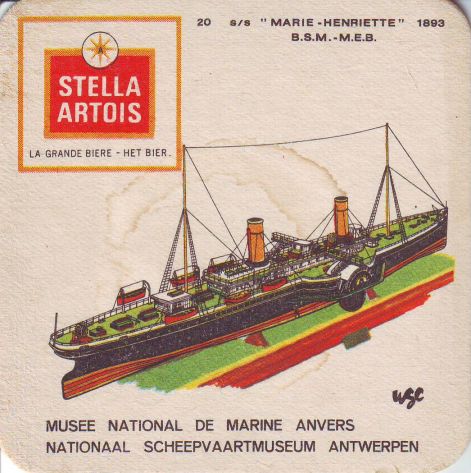 20 s/s "MARIE-HENRIETTE" 1893
B.S.M.-M.E.B.
A
STELLA
ARTOIS
LA GRANDE BIERE - HET BIER.
wgc
MUSEE NATIONAL DE MARINE ANVERS
NATIONAAL SCHEEPVAARTMUSEUM ANTWERPEN